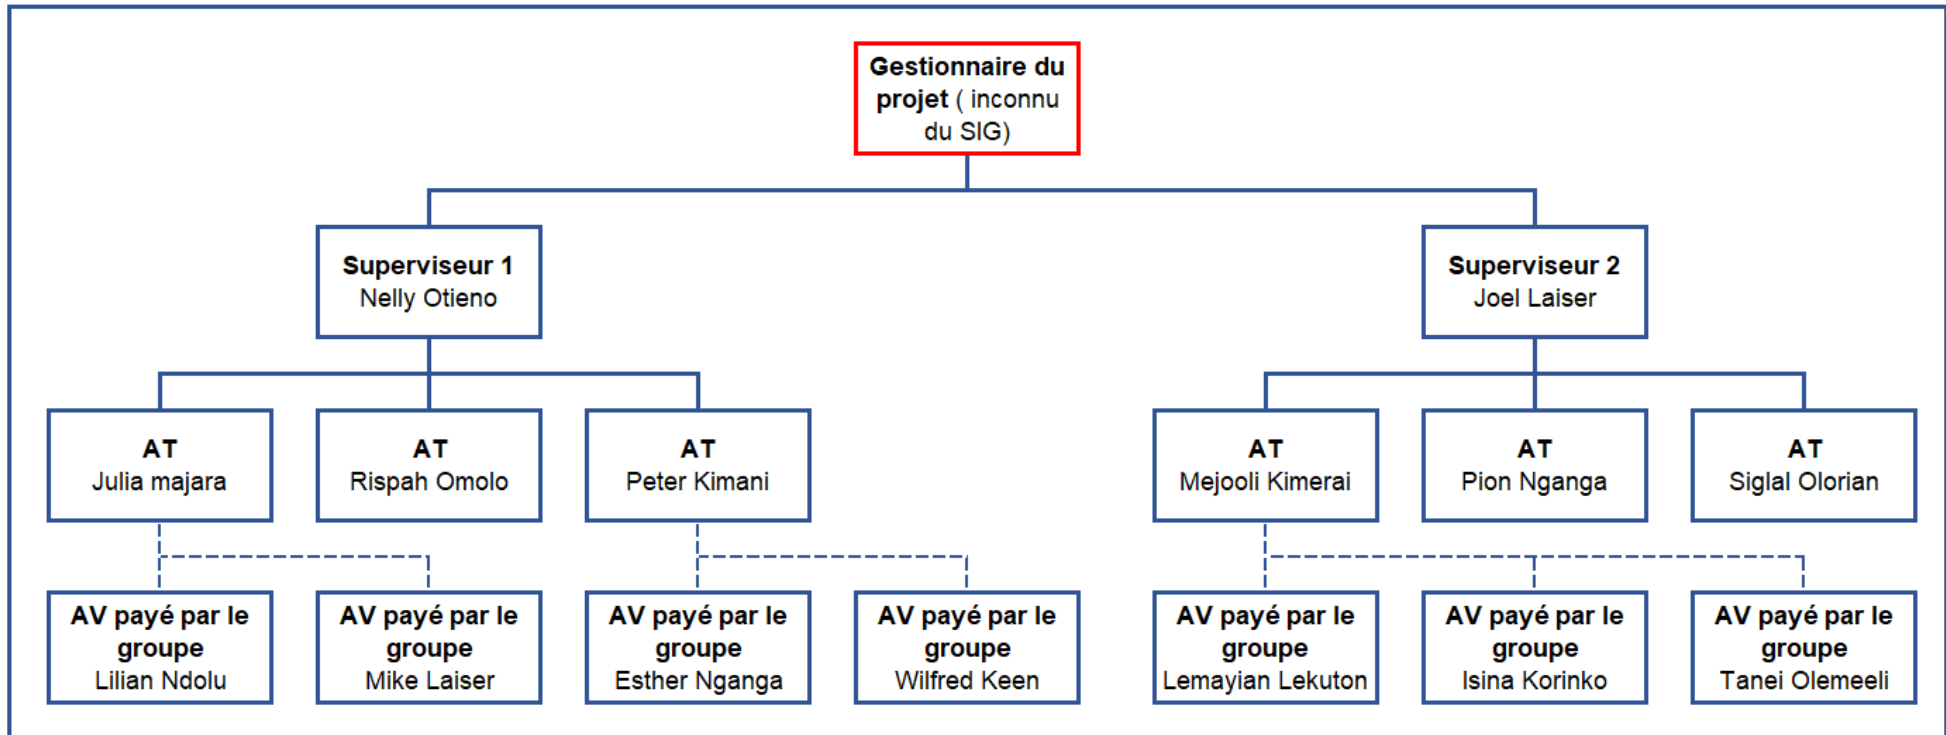 Gestionnaire du
projet ( inconnu
du SIG)
Superviseur 1
Nelly Otieno
Superviseur 2
Joel Laiser
AT
Julia majara
AT
Rispah Omolo
AT
Peter Kimani
AT
Mejooli Kimerai
AT
Pion Nganga
AT
Siglal Olorian
AV payé par le
groupe
Lilian Ndolu
AV payé par le
groupe
Mike Laiser
AV payé par le
groupe
Esther Nganga
AV payé par le
groupe
Wilfred Keen
AV payé par le
groupe
Lemayian Lekuton
AV payé par le
groupe
Isina Korinko
AV payé par le
groupe
Tanei Olemeeli